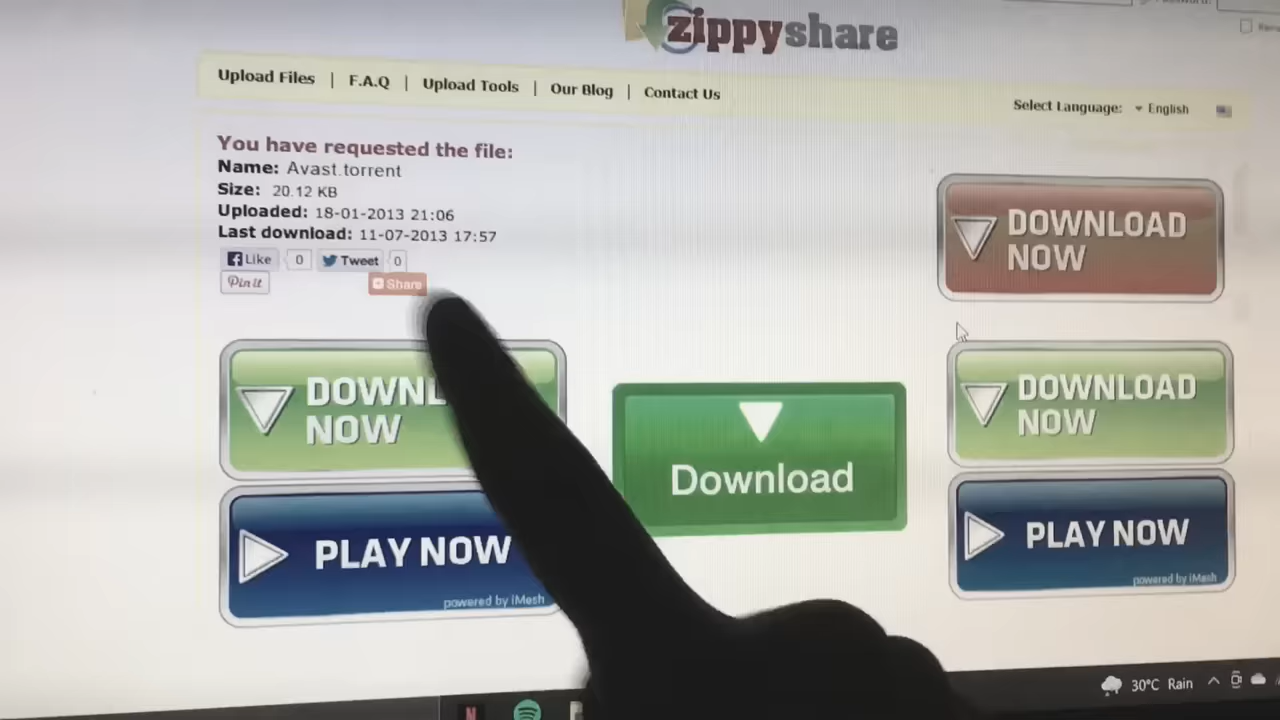 zippyshare
Upload Files | F.A.Q | Upload Tools | Our Blog | Contact Us
Select Language: English
You have requested the file:
Name: Avast.torrent
Size: 20.12 KB
Uploaded: 18-01-2013 21:06
Last download: 11-07-2013 17:57
Like 0 Tweet 0
Pin it Share
DOWNLOAD
NOW
DOWNL
NOW
Download
DOWNLOAD
NOW
PLAY NOW
powered by iMesh
PLAY NOW
powered by iMesh
30°C Rain